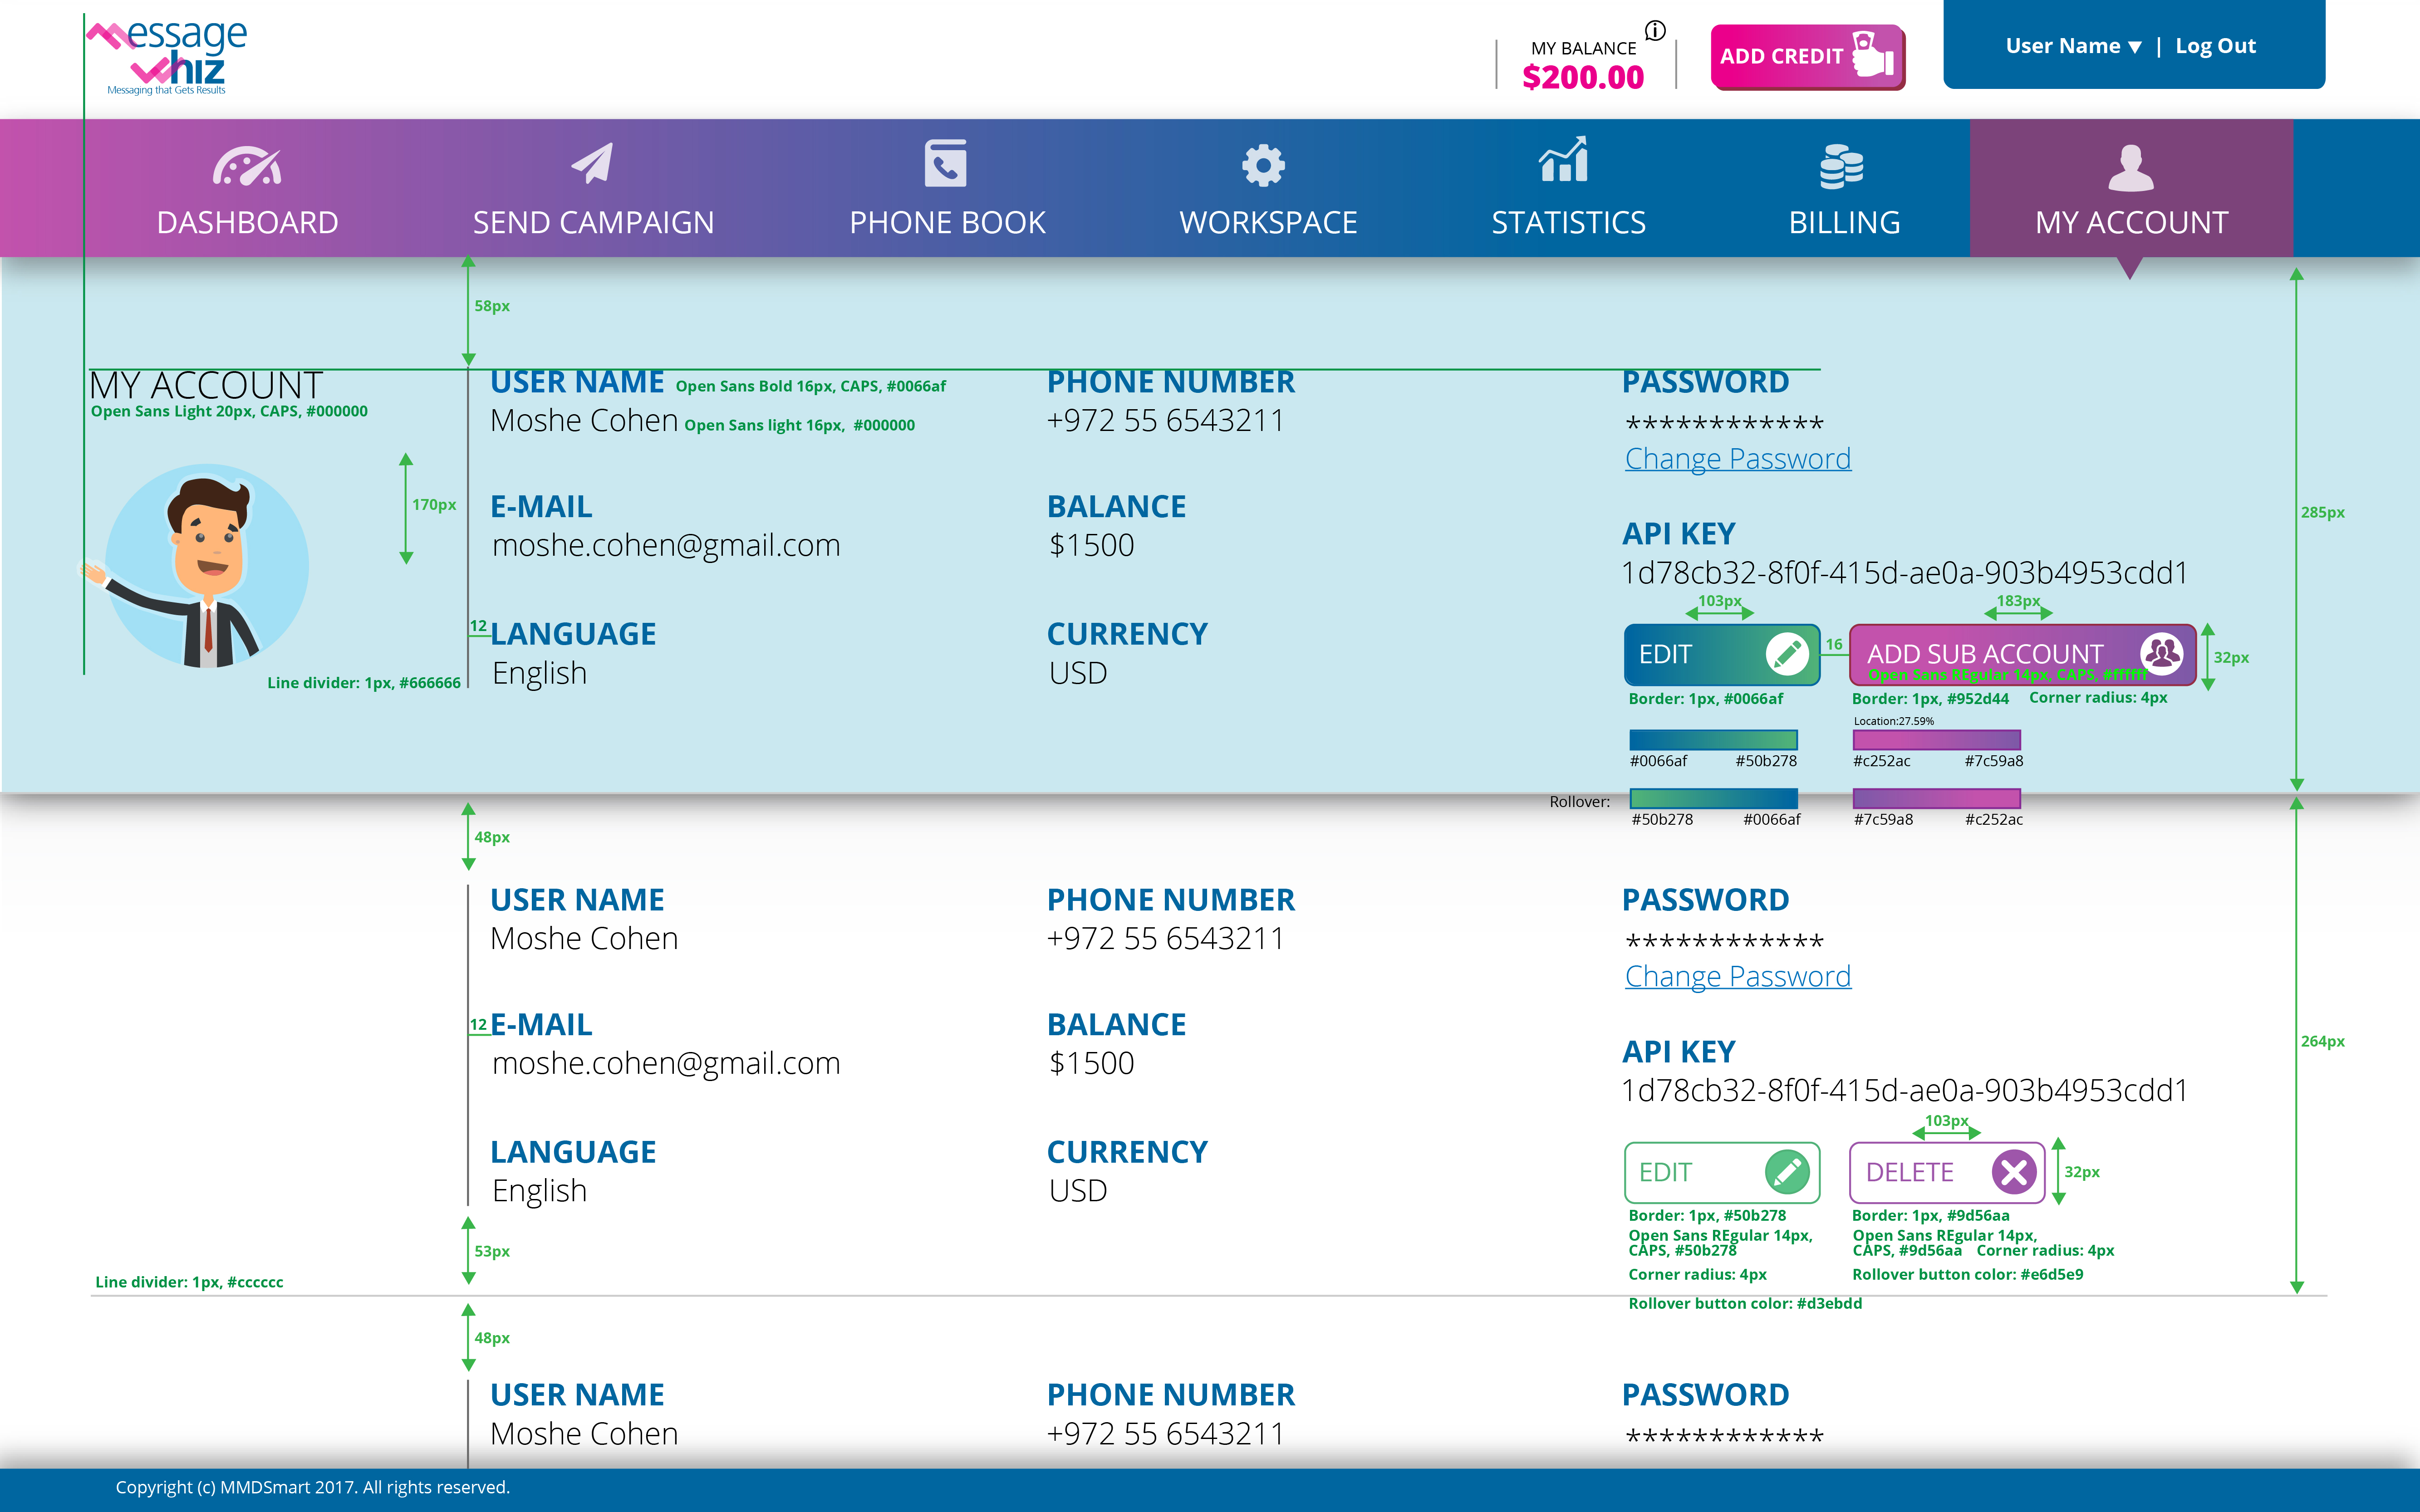 Message
Whiz
Messaging that Gets Results
MY BALANCE
$200.00
ADD CREDIT
User Name ▼ | Log Out
DASHBOARD
SEND CAMPAIGN
PHONE BOOK
WORKSPACE
STATISTICS
BILLING
MY ACCOUNT
58px
MY ACCOUNT
Open Sans Light 20px, CAPS, #000000
USER NAME Open Sans Bold 16px, CAPS, #0066af
Moshe Cohen Open Sans light 16px, #000000
PHONE NUMBER
+972 55 6543211
PASSWORD
************
Change Password
170px
E-MAIL
moshe.cohen@gmail.com
BALANCE
$1500
285px
API KEY
1d78cb32-8f0f-415d-ae0a-903b4953cdd1
103px
183px
12
LANGUAGE
English
CURRENCY
USD
EDIT
16
ADD SUB ACCOUNT
Open Sans REgular 14px, CAPS, #ffffff
32px
Line divider: 1px, #666666
Border: 1px, #0066af
Border: 1px, #952d44
Corner radius: 4px
Location:27.59%
#0066af #50b278
#c252ac #7c59a8
Rollover:
#50b278 #0066af
#7c59a8 #c252ac
48px
USER NAME
Moshe Cohen
PHONE NUMBER
+972 55 6543211
PASSWORD
************
Change Password
12
E-MAIL
moshe.cohen@gmail.com
BALANCE
$1500
264px
API KEY
1d78cb32-8f0f-415d-ae0a-903b4953cdd1
103px
LANGUAGE
English
CURRENCY
USD
EDIT
DELETE
32px
Border: 1px, #50b278
Open Sans REgular 14px,
CAPS, #50b278
Corner radius: 4px
Rollover button color: #d3ebdd
Border: 1px, #9d56aa
Open Sans REgular 14px,
CAPS, #9d56aa Corner radius: 4px
Rollover button color: #e6d5e9
53px
Line divider: 1px, #cccccc
48px
USER NAME
Moshe Cohen
PHONE NUMBER
+972 55 6543211
PASSWORD
************
Copyright (c) MMDSmart 2017. All rights reserved.